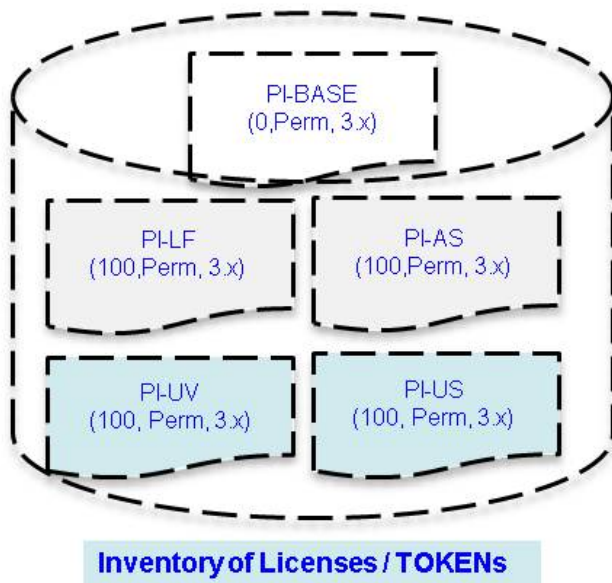 PI-BASE
(0,Perm, 3.x)
PI-LF
(100,Perm, 3.x)
PI-AS
(100,Perm, 3.x)
PI-UV
(100, Perm, 3.x)
PI-US
(100, Perm, 3.x)
Inventory of Licenses / TOKENs